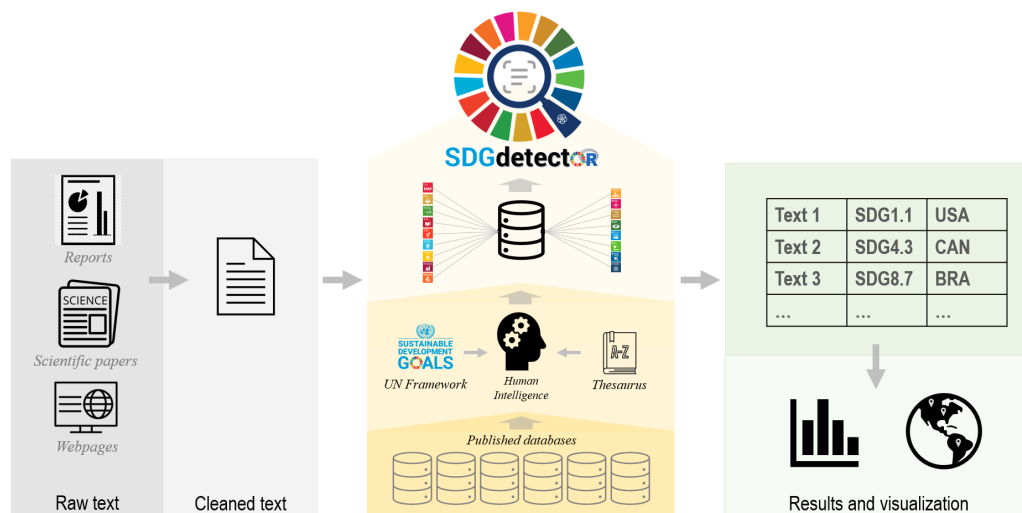 SDGdetectR
Reports
SCIENCE
Scientific papers
Webpages
Raw text
Cleaned text
SUSTAINABLE
DEVELOPMENT
GOALS
UN Framework
Human
Intelligence
A-Z
Thesaurus
Published databases
Text 1 SDG1.1 USA
Text 2 SDG4.3 CAN
Text 3 SDG8.7 BRA
... ... ...
Results and visualization